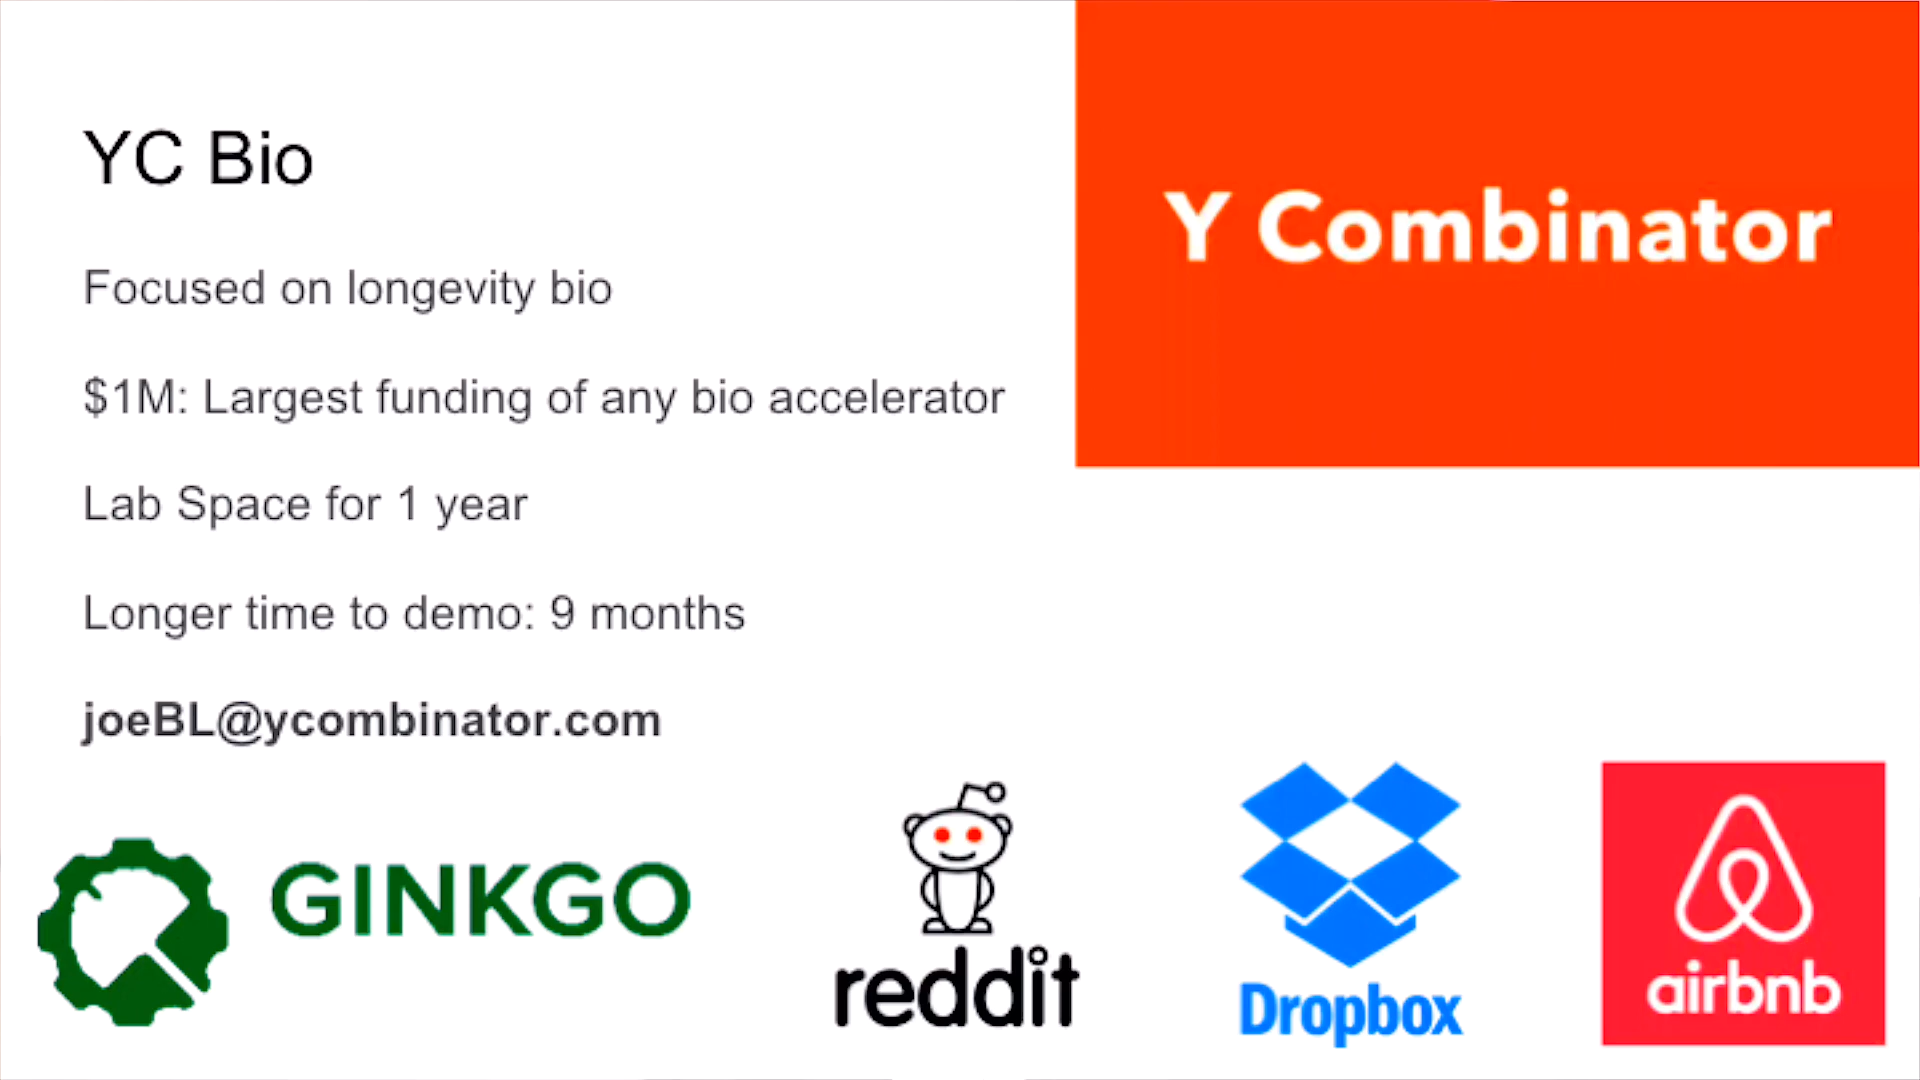 YC Bio
Y Combinator
Focused on longevity bio
$1M: Largest funding of any bio accelerator
Lab Space for 1 year
Longer time to demo: 9 months
joeBL@ycombinator.com
GINKGO
reddit
Dropbox
airbnb